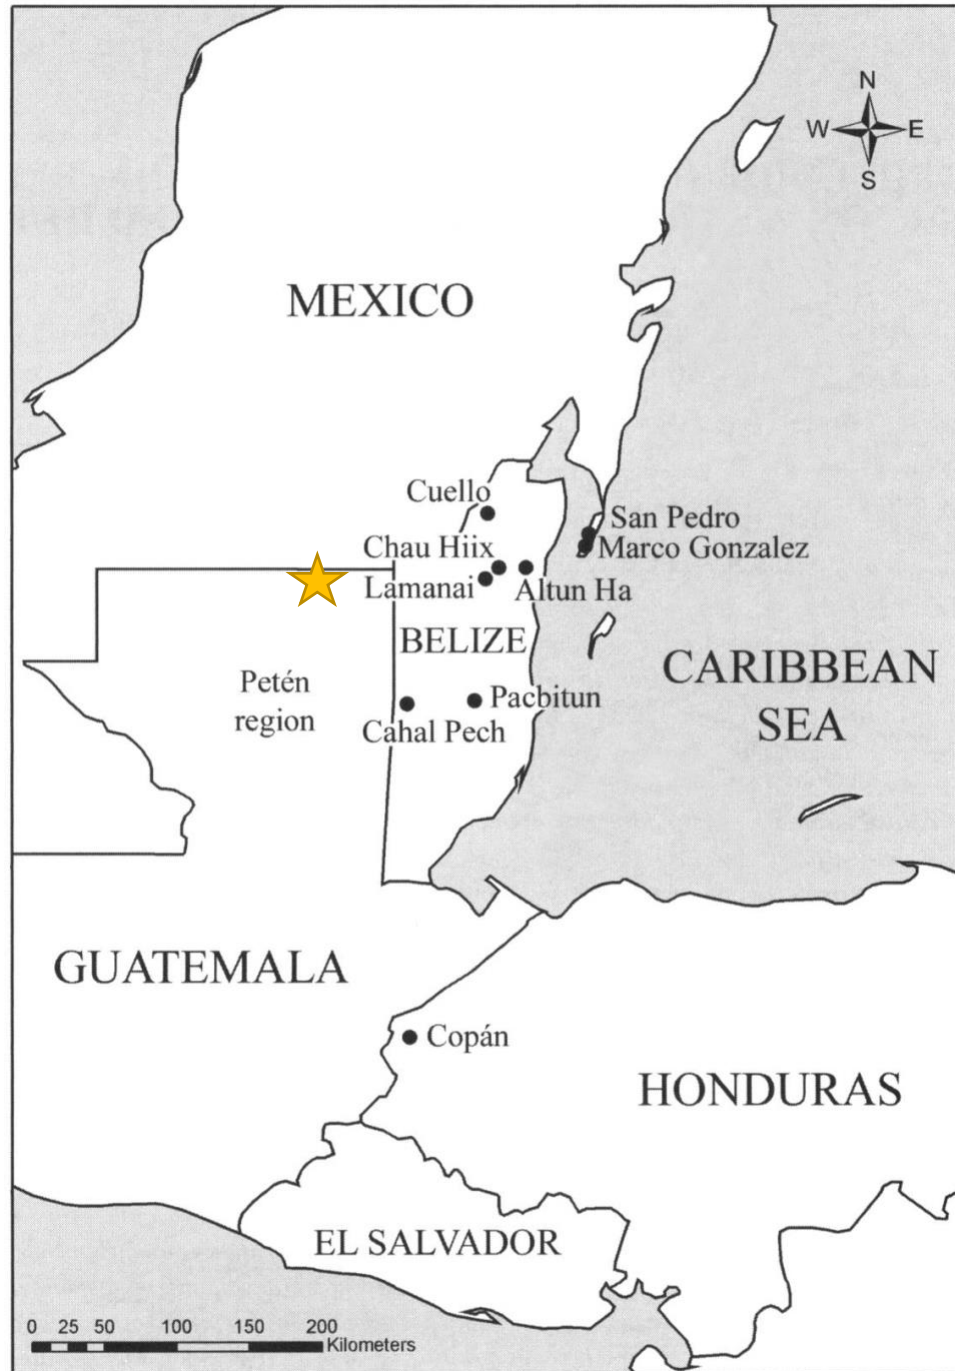 N
W E
S
MEXICO
Cuello
San Pedro
Chau Hiix
Marco Gonzalez
Lamanai
Altun Ha
BELIZE
CARIBBEAN
SEA
Petén
region
Pacbitun
Cahal Pech
GUATEMALA
Copán
HONDURAS
EL SALVADOR
0 25 50 100 150 200
Kilometers